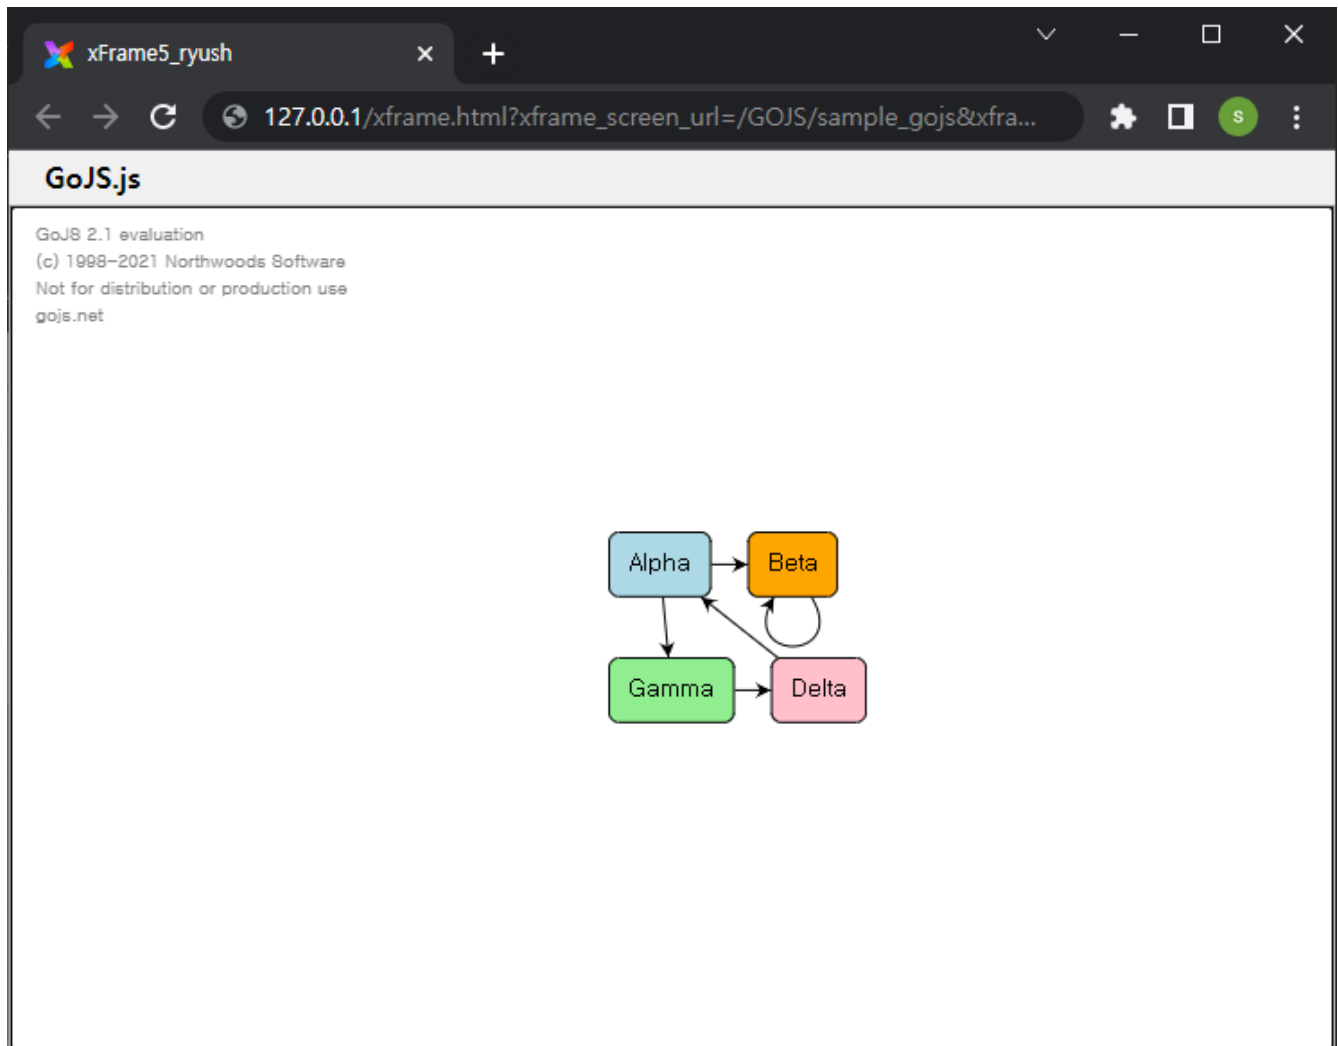 xFrame5_ryush
127.0.0.1/xframe.html?xframe_screen_url=/GOJS/sample_gojs&xfra...
S
GoJS.js
GoJS 2.1 evaluation
(c) 1998-2021 Northwoods Software
Not for distribution or production use
gojs.net
Alpha
Beta
Gamma
Delta